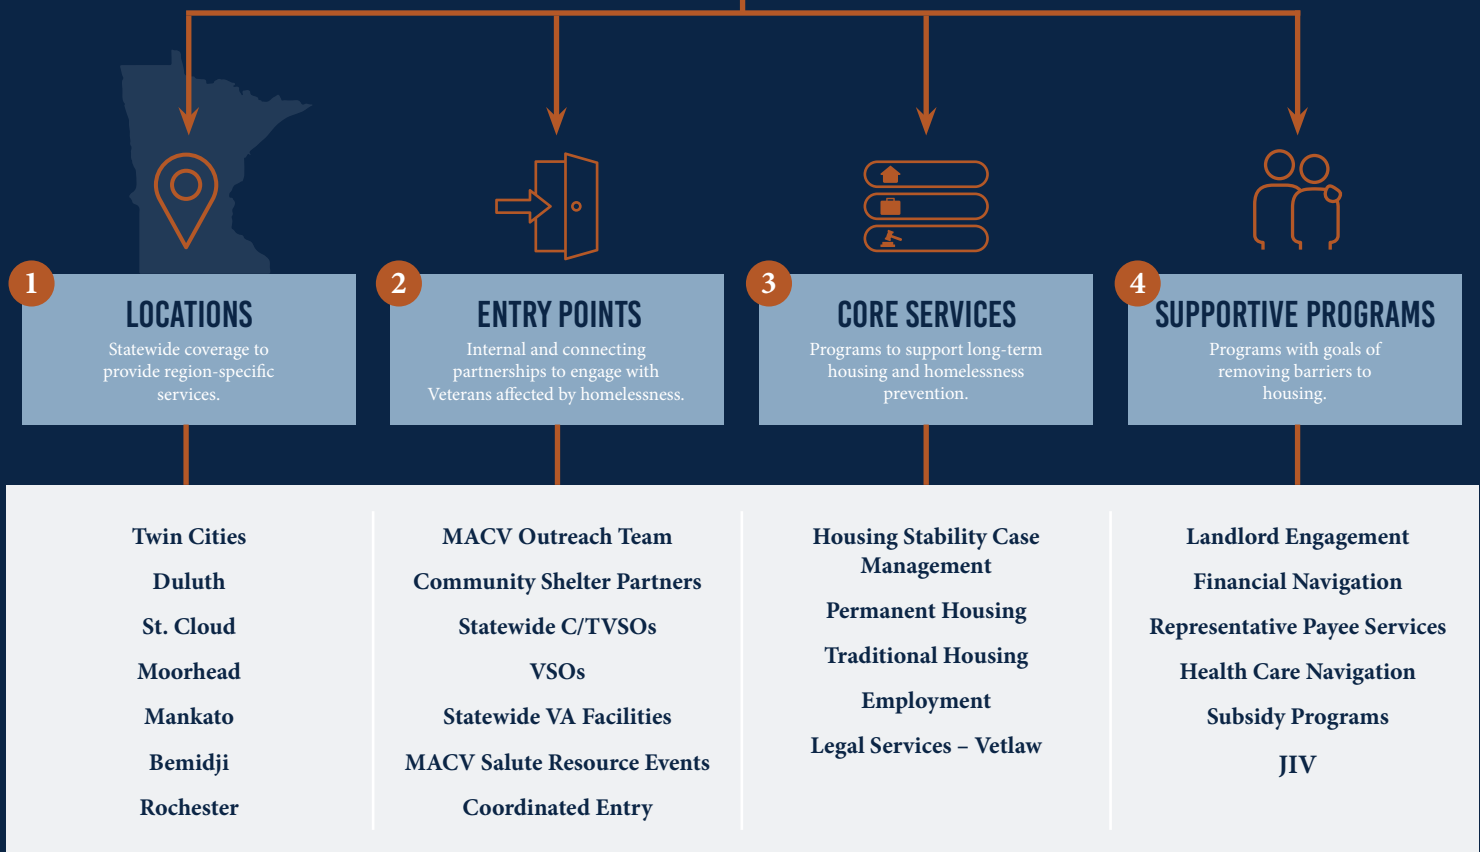 1
LOCATIONS
Statewide coverage to
provide region-specific
services.
2
ENTRY POINTS
Internal and connecting
partnerships to engage with
Veterans affected by homelessness.
3
CORE SERVICES
Programs to support long-term
housing and homelessness
prevention.
4
SUPPORTIVE PROGRAMS
Programs with goals of
removing barriers to
housing.
Twin Cities
Duluth
St. Cloud
Moorhead
Mankato
Bemidji
Rochester
MACV Outreach Team
Community Shelter Partners
Statewide C/TVSOs
VSOs
Statewide VA Facilities
MACV Salute Resource Events
Coordinated Entry
Housing Stability Case
Management
Permanent Housing
Traditional Housing
Employment
Legal Services – Vetlaw
Landlord Engagement
Financial Navigation
Representative Payee Services
Health Care Navigation
Subsidy Programs
JIV